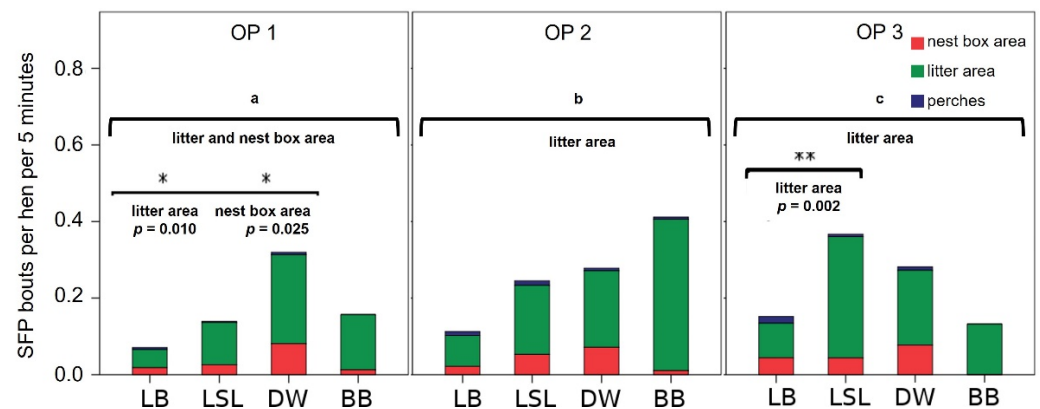 SFP bouts per hen per 5 minutes
0.8
0.6
0.4
0.2
0.0
OP 1
a
litter and nest box area
* *
litter area nest box area
p = 0.010 p = 0.025
LB LSL DW BB
OP 2
b
litter area
LB LSL DW BB
OP 3
nest box area
litter area
perches
c
litter area
**
litter area
p = 0.002
LB LSL DW BB